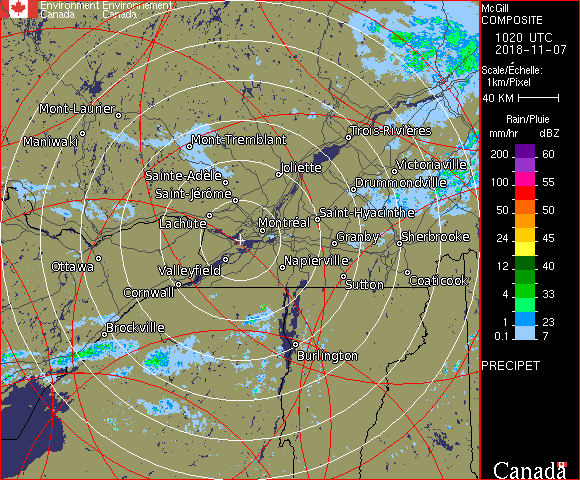 Environment Environnement
Canada Canada
McGill
COMPOSITE
1020 UTC
2018-11-07
Scale/Échelle:
1km/Pixel
40 KM
Rain/Pluie
mm/hr dBZ
200 60
100 55
50 50
24 45
12 40
4 33
1 23
0.1 7
PRECIPET
Canada
Mont-Laurier
Maniwaki
Mont-Tremblant
Trois-Rivières
Sainte-Adèle
Joliette
Victoriaville
Saint-Jérôme
Drummondville
Lachute
Montréal
Saint-Hyacinthe
Granby
Sherbrooke
Ottawa
Valleyfield
Napierville
Cornwall
Sutton
Coaticook
Brockville
Burlington